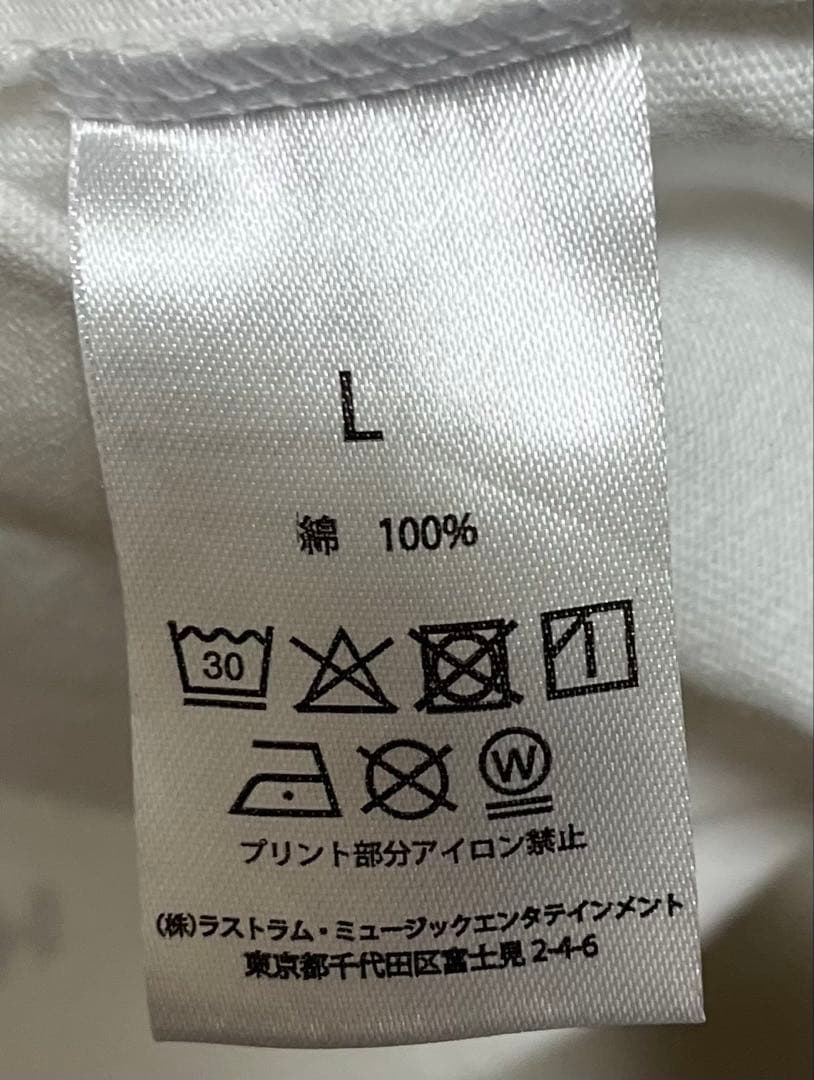 L
綿 100%
30
W
プリント部分アイロン禁止
(株)ラストラム・ミュージックエンタテインメント
東京都千代田区富士見 2-4-6